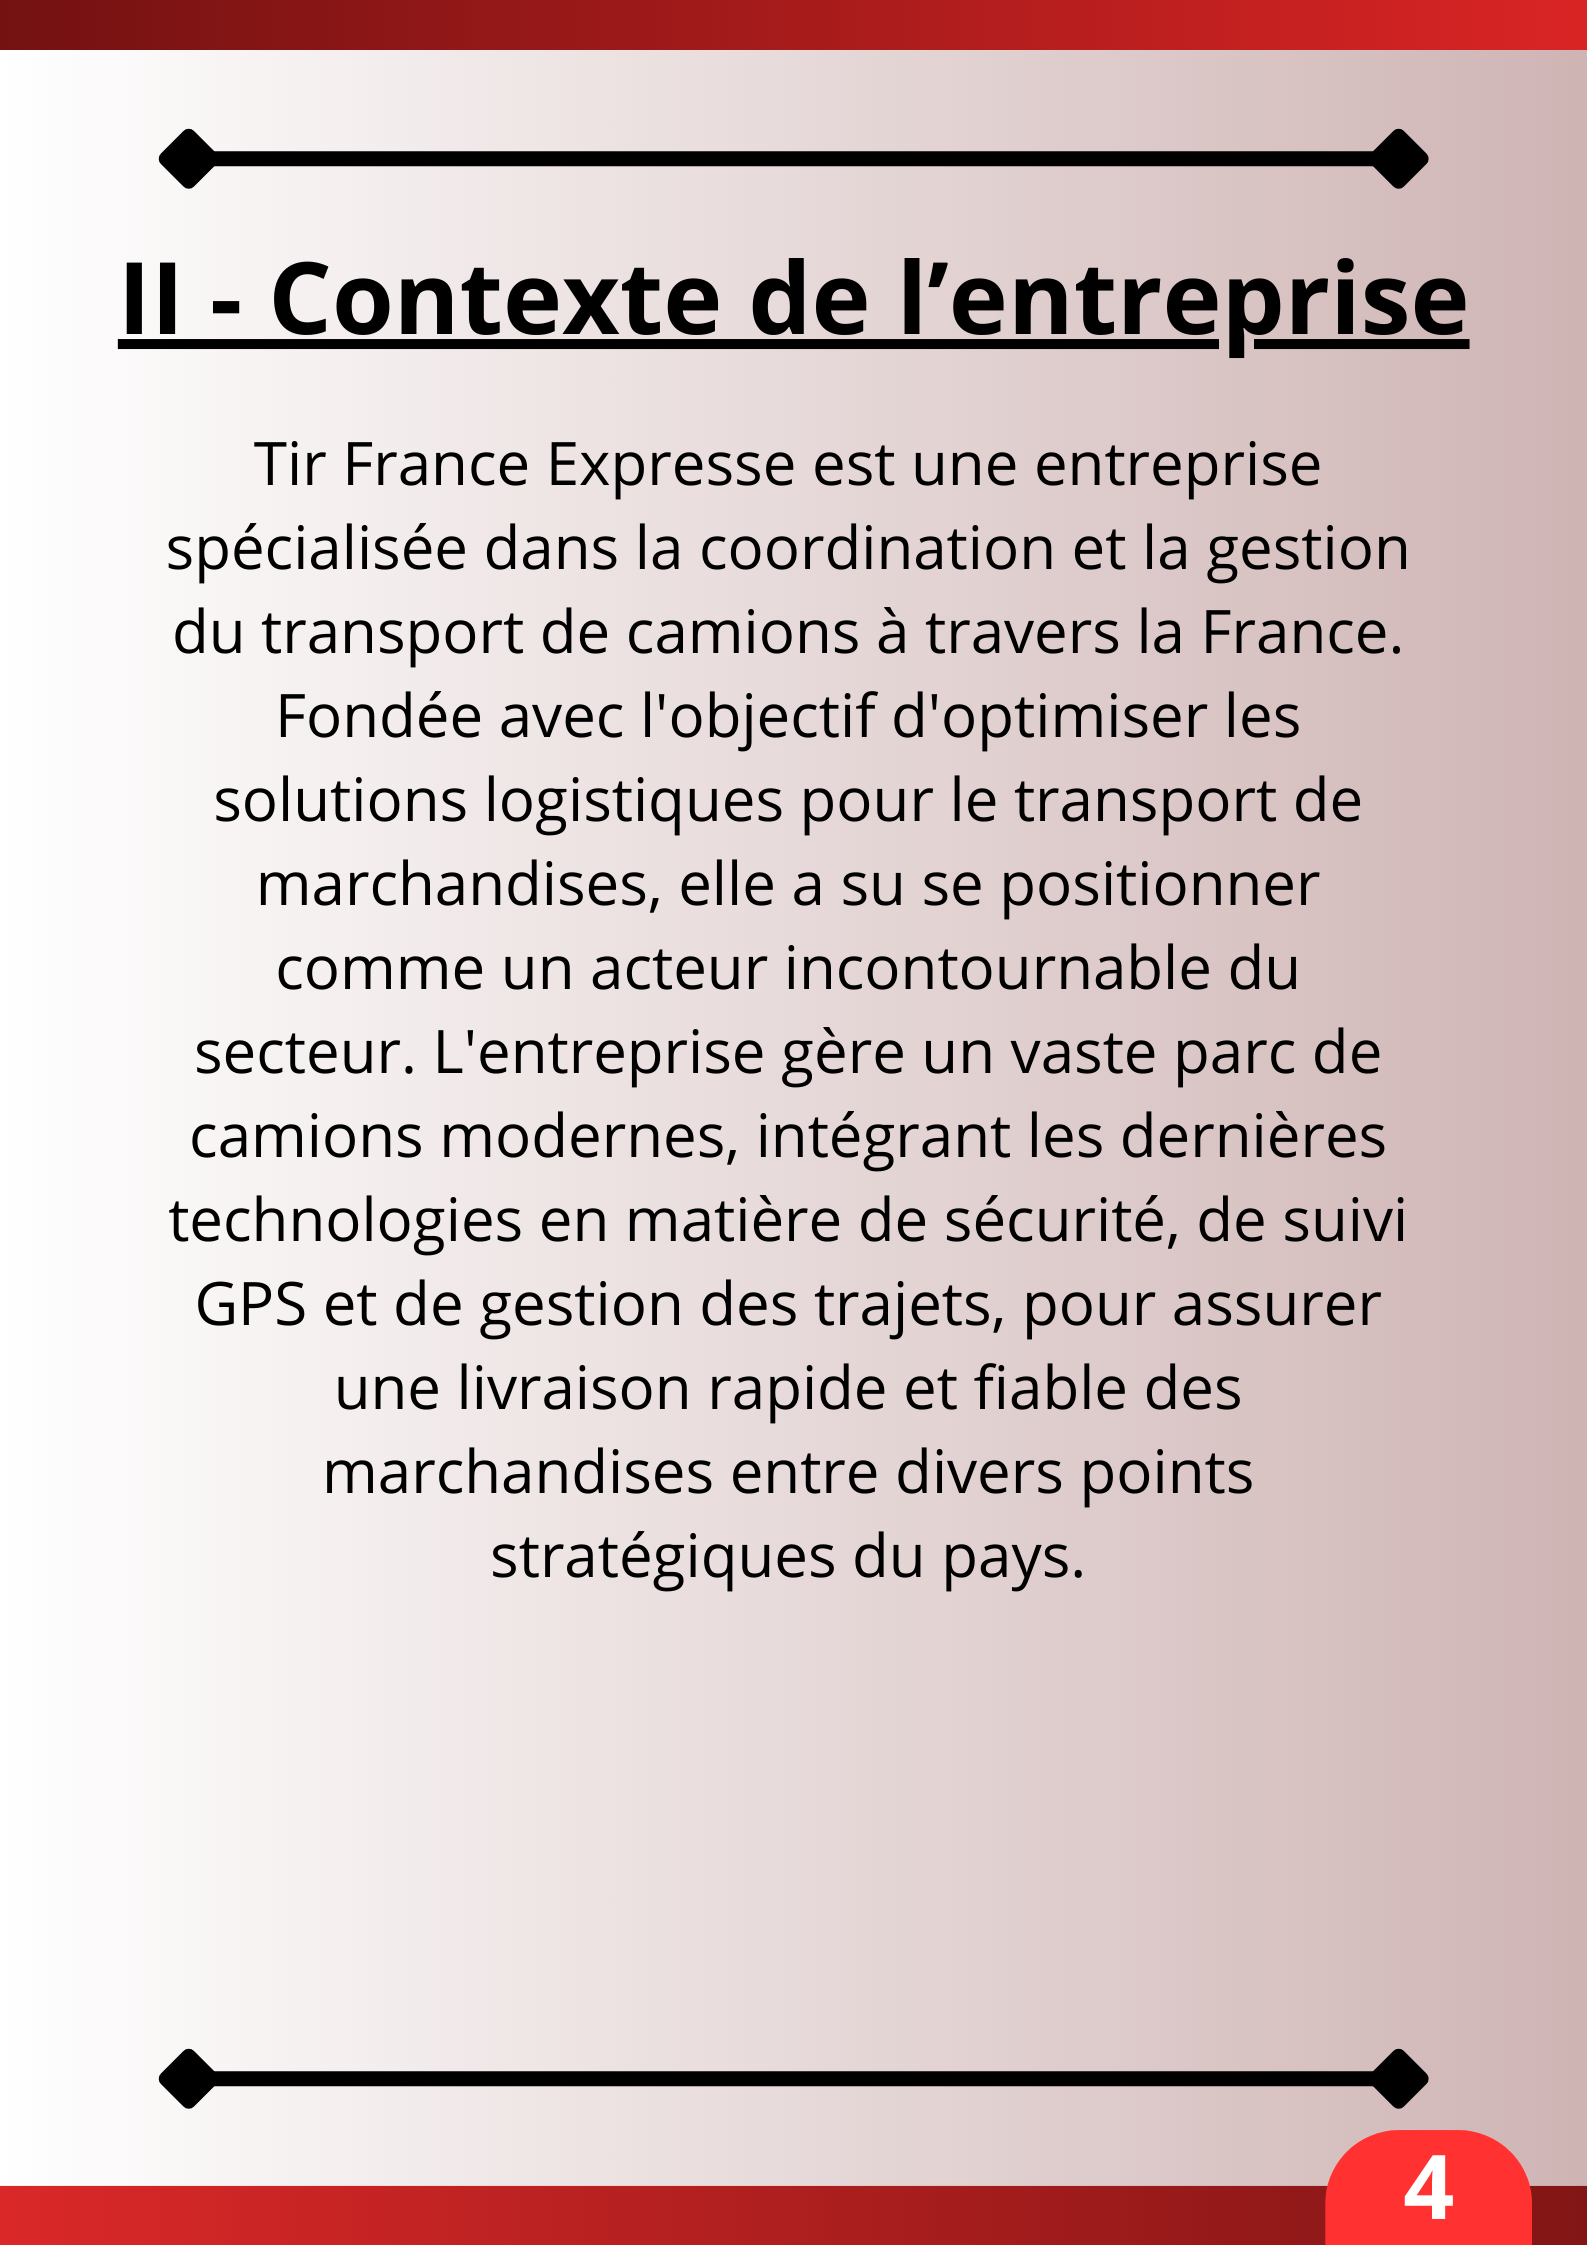 II - Contexte de l’entreprise
Tir France Expresse est une entreprise
spécialisée dans la coordination et la gestion
du transport de camions à travers la France.
Fondée avec l'objectif d'optimiser les
solutions logistiques pour le transport de
marchandises, elle a su se positionner
comme un acteur incontournable du
secteur. L'entreprise gère un vaste parc de
camions modernes, intégrant les dernières
technologies en matière de sécurité, de suivi
GPS et de gestion des trajets, pour assurer
une livraison rapide et fiable des
marchandises entre divers points
stratégiques du pays.
4